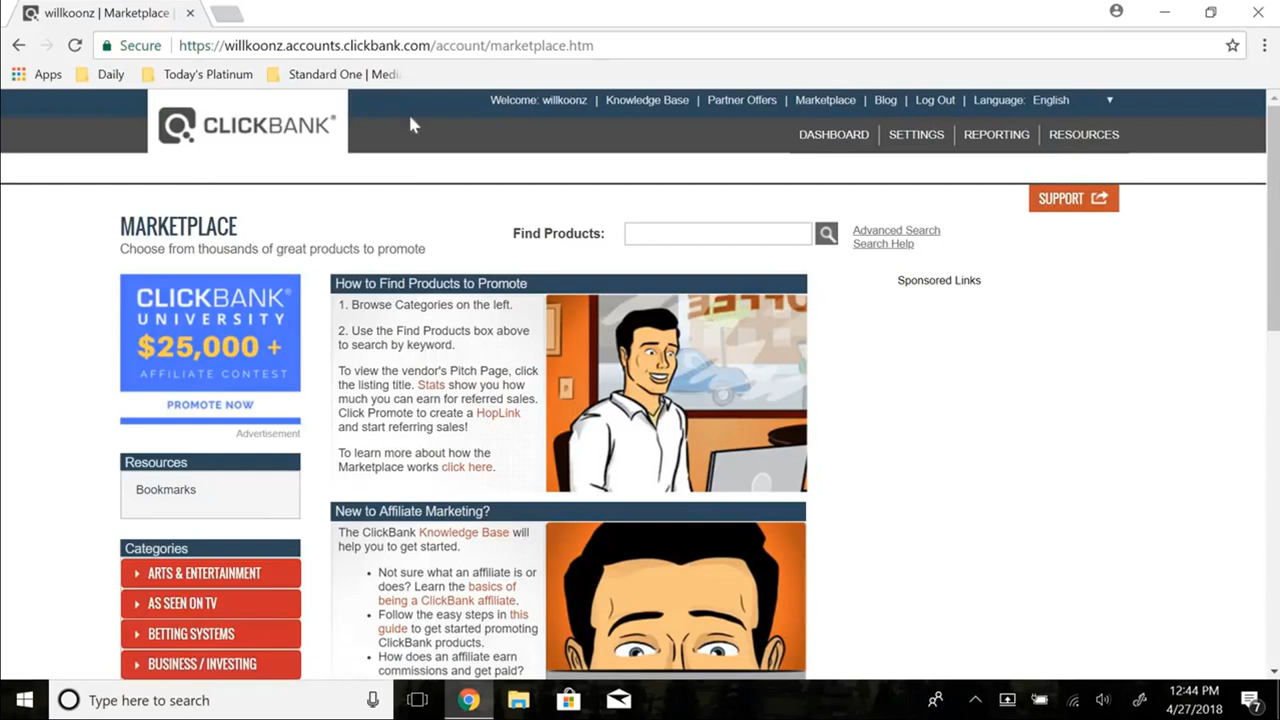 willkoonz | Marketplace
Secure
https://willkoonz.accounts.clickbank.com/account/marketplace.htm
Apps
Daily
Today's Platinum
Standard One | Medi
CLICKBANK®
Welcome: willkoonz | Knowledge Base | Partner Offers | Marketplace | Blog | Log Out | Language: English
DASHBOARD SETTINGS REPORTING RESOURCES
SUPPORT
MARKETPLACE
Choose from thousands of great products to promote
Find Products:
Advanced Search
Search Help
CLICKBANK®
UNIVERSITY
$25,000 +
AFFILIATE CONTEST
PROMOTE NOW
Advertisement
Resources
Bookmarks
Categories
ARTS & ENTERTAINMENT
AS SEEN ON TV
BETTING SYSTEMS
BUSINESS / INVESTING
How to Find Products to Promote
1. Browse Categories on the left.
2. Use the Find Products box above
to search by keyword.
To view the vendor's Pitch Page, click
the listing title. Stats show you how
much you can earn for referred sales.
Click Promote to create a HopLink
and start referring sales!
To learn more about how the
Marketplace works click here.
COFFEE
New to Affiliate Marketing?
The ClickBank Knowledge Base will
help you to get started.
• Not sure what an affiliate is or
does? Learn the basics of
being a ClickBank affiliate.
• Follow the easy steps in this
guide to get started promoting
ClickBank products.
• How does an affiliate earn
commissions and get paid?
Sponsored Links
Type here to search
12:44 PM
4/27/2018
7